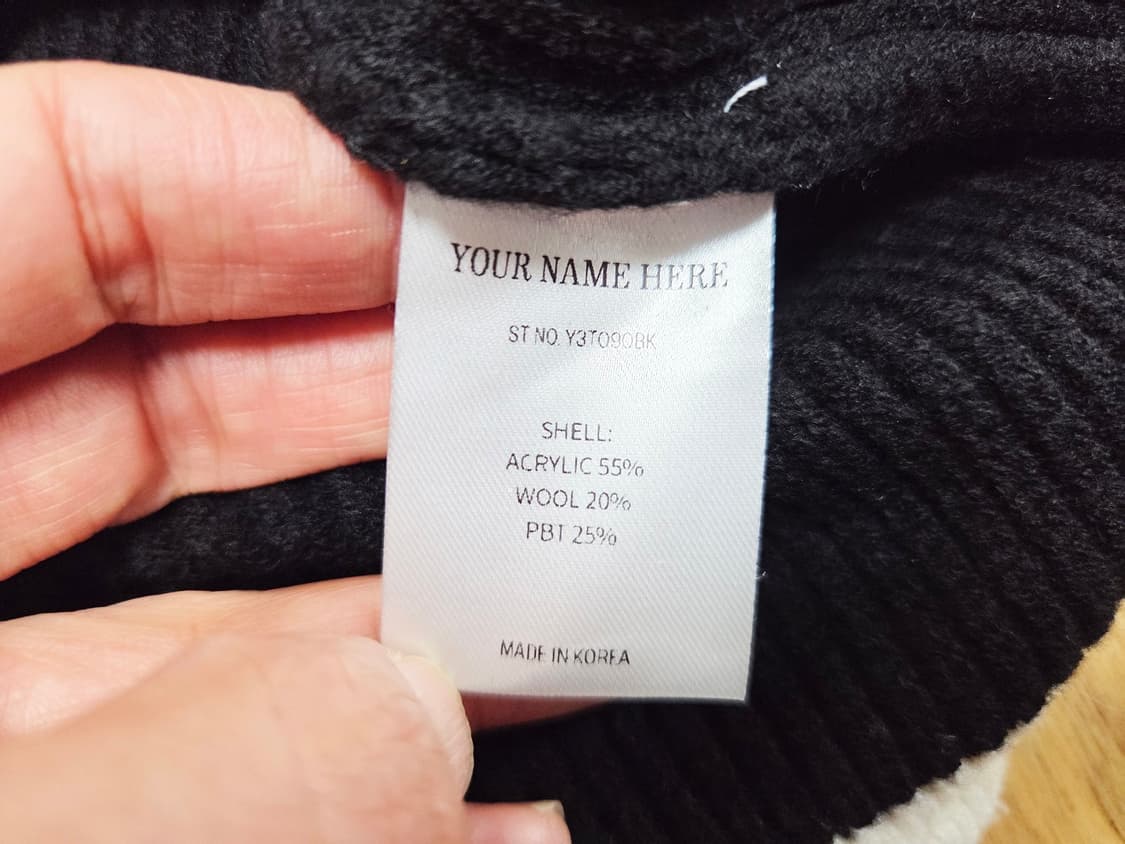 YOUR NAME HERE
ST NO. Y3T090BK
SHELL:
ACRYLIC 55%
WOOL 20%
PBT 25%
MADE IN KOREA